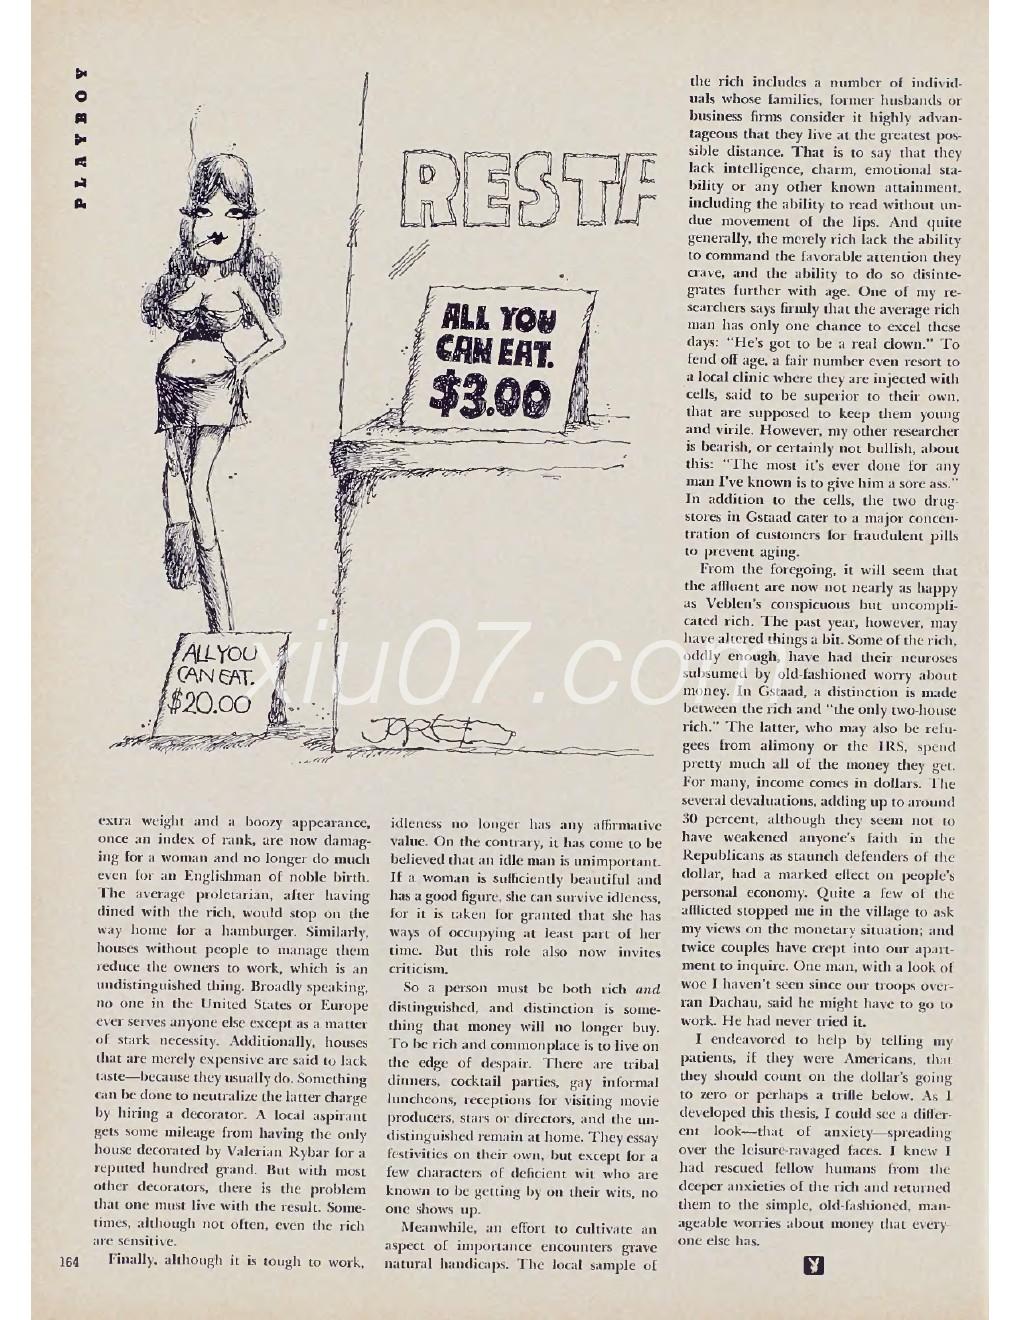 PLAYBOY
RESTA
ALL YOU
CAN EAT.
$3.00
ALL YOU
CAN EAT.
$20.00
xiu07.com
extra weight and a boozy appearance,
once an index of rank, are now damag-
ing for a woman and no longer do much
even for an Englishman of noble birth.
The average proletarian, after having
dined with the rich, would stop on the
way home for a hamburger. Similarly,
houses without people to manage them
reduce the owners to work, which is an
undistinguished thing. Broadly speaking,
no one in the United States or Europe
ever serves anyone else except as a matter
of stark necessity. Additionally, houses
that are merely expensive are said to lack
taste—because they usually do. Something
can be done to neutralize the latter charge
by hiring a decorator. A local aspirant
gets some mileage from having the only
house decorated by Valerian Rybar for a
reputed hundred grand. But with most
other decorators, there is the problem
that one must live with the result. Some-
times, although not often, even the rich
are sensitive.
Finally, although it is tough to work,
idleness no longer has any affirmative
value. On the contrary, it has come to be
believed that an idle man is unimportant.
If a woman is sufficiently beautiful and
has a good figure, she can survive idleness,
for it is taken for granted that she has
ways of occupying at least part of her
time. But this role also now invites
criticism.
So a person must be both rich and
distinguished, and distinction is some-
thing that money will no longer buy.
To be rich and commonplace is to live on
the edge of despair. There are tribal
dinners, cocktail parties, gay informal
luncheons, receptions for visiting movie
producers, stars or directors, and the un-
distinguished remain at home. They essay
festivities on their own, but except for a
few characters of deficient wit who are
known to be getting by on their wits, no
one shows up.
Meanwhile, an effort to cultivate an
aspect of importance encounters grave
natural handicaps. The local sample of
the rich includes a number of individ-
uals whose families, former husbands or
business firms consider it highly advan-
tageous that they live at the greatest pos-
sible distance. That is to say that they
lack intelligence, charm, emotional sta-
bility or any other known attainment,
including the ability to read without un-
due movement of the lips. And quite
generally, the merely rich lack the ability
to command the favorable attention they
crave, and the ability to do so disinte-
grates further with age. One of my re-
searchers says firmly that the average rich
man has only one chance to excel these
days: "He's got to be a real clown." To
fend off age, a fair number even resort to
a local clinic where they are injected with
cells, said to be superior to their own,
that are supposed to keep them young
and virile. However, my other researcher
is bearish, or certainly not bullish, about
this: "The most it's ever done for any
man I've known is to give him a sore ass."
In addition to the cells, the two drug-
stores in Gstaad cater to a major concen-
tration of customers for fraudulent pills
to prevent aging.
From the foregoing, it will seem that
the affluent are now not nearly as happy
as Veblen's conspicuous but uncompli-
cated rich. The past year, however, may
have altered things a bit. Some of the rich,
oddly enough, have had their neuroses
subsumed by old-fashioned worry about
money. In Gstaad, a distinction is made
between the rich and "the only two-house
rich." The latter, who may also be refu-
gees from alimony or the IRS, spend
pretty much all of the money they get.
For many, income comes in dollars. The
several devaluations, adding up to around
30 percent, although they seem not to
have weakened anyone's faith in the
Republicans as staunch defenders of the
dollar, had a marked effect on people's
personal economy. Quite a few of the
afflicted stopped me in the village to ask
my views on the monetary situation; and
twice couples have crept into our apart-
ment to inquire. One man, with a look of
woe I haven't seen since our troops over-
ran Dachau, said he might have to go to
work. He had never tried it.
I endeavored to help by telling my
patients, if they were Americans, that
they should count on the dollar's going
to zero or perhaps a trifle below. As I
developed this thesis, I could see a differ-
ent look—that of anxiety—spreading
over the leisure-ravaged faces. I knew I
had rescued fellow humans from the
deeper anxieties of the rich and returned
them to the simple, old-fashioned, man-
ageable worries about money that every-
one else has.
164